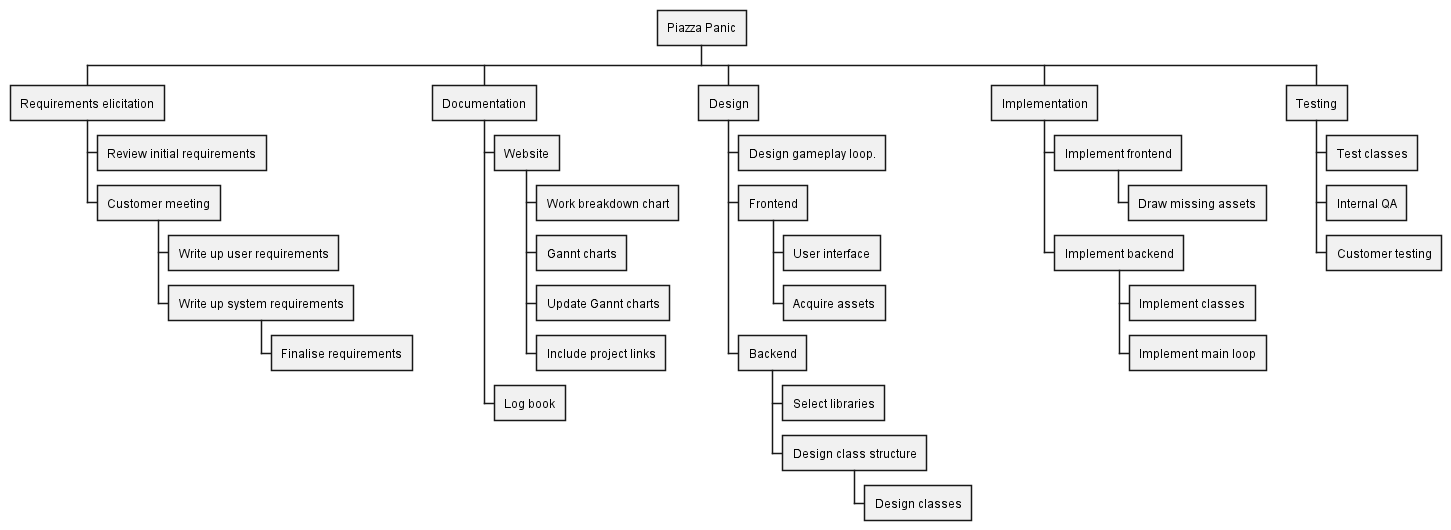 Piazza Panic
Requirements elicitation
Review initial requirements
Customer meeting
Write up user requirements
Write up system requirements
Finalise requirements
Documentation
Website
Work breakdown chart
Gannt charts
Update Gannt charts
Include project links
Log book
Design
Design gameplay loop.
Frontend
User interface
Acquire assets
Backend
Select libraries
Design class structure
Design classes
Implementation
Implement frontend
Draw missing assets
Implement backend
Implement classes
Implement main loop
Testing
Test classes
Internal QA
Customer testing